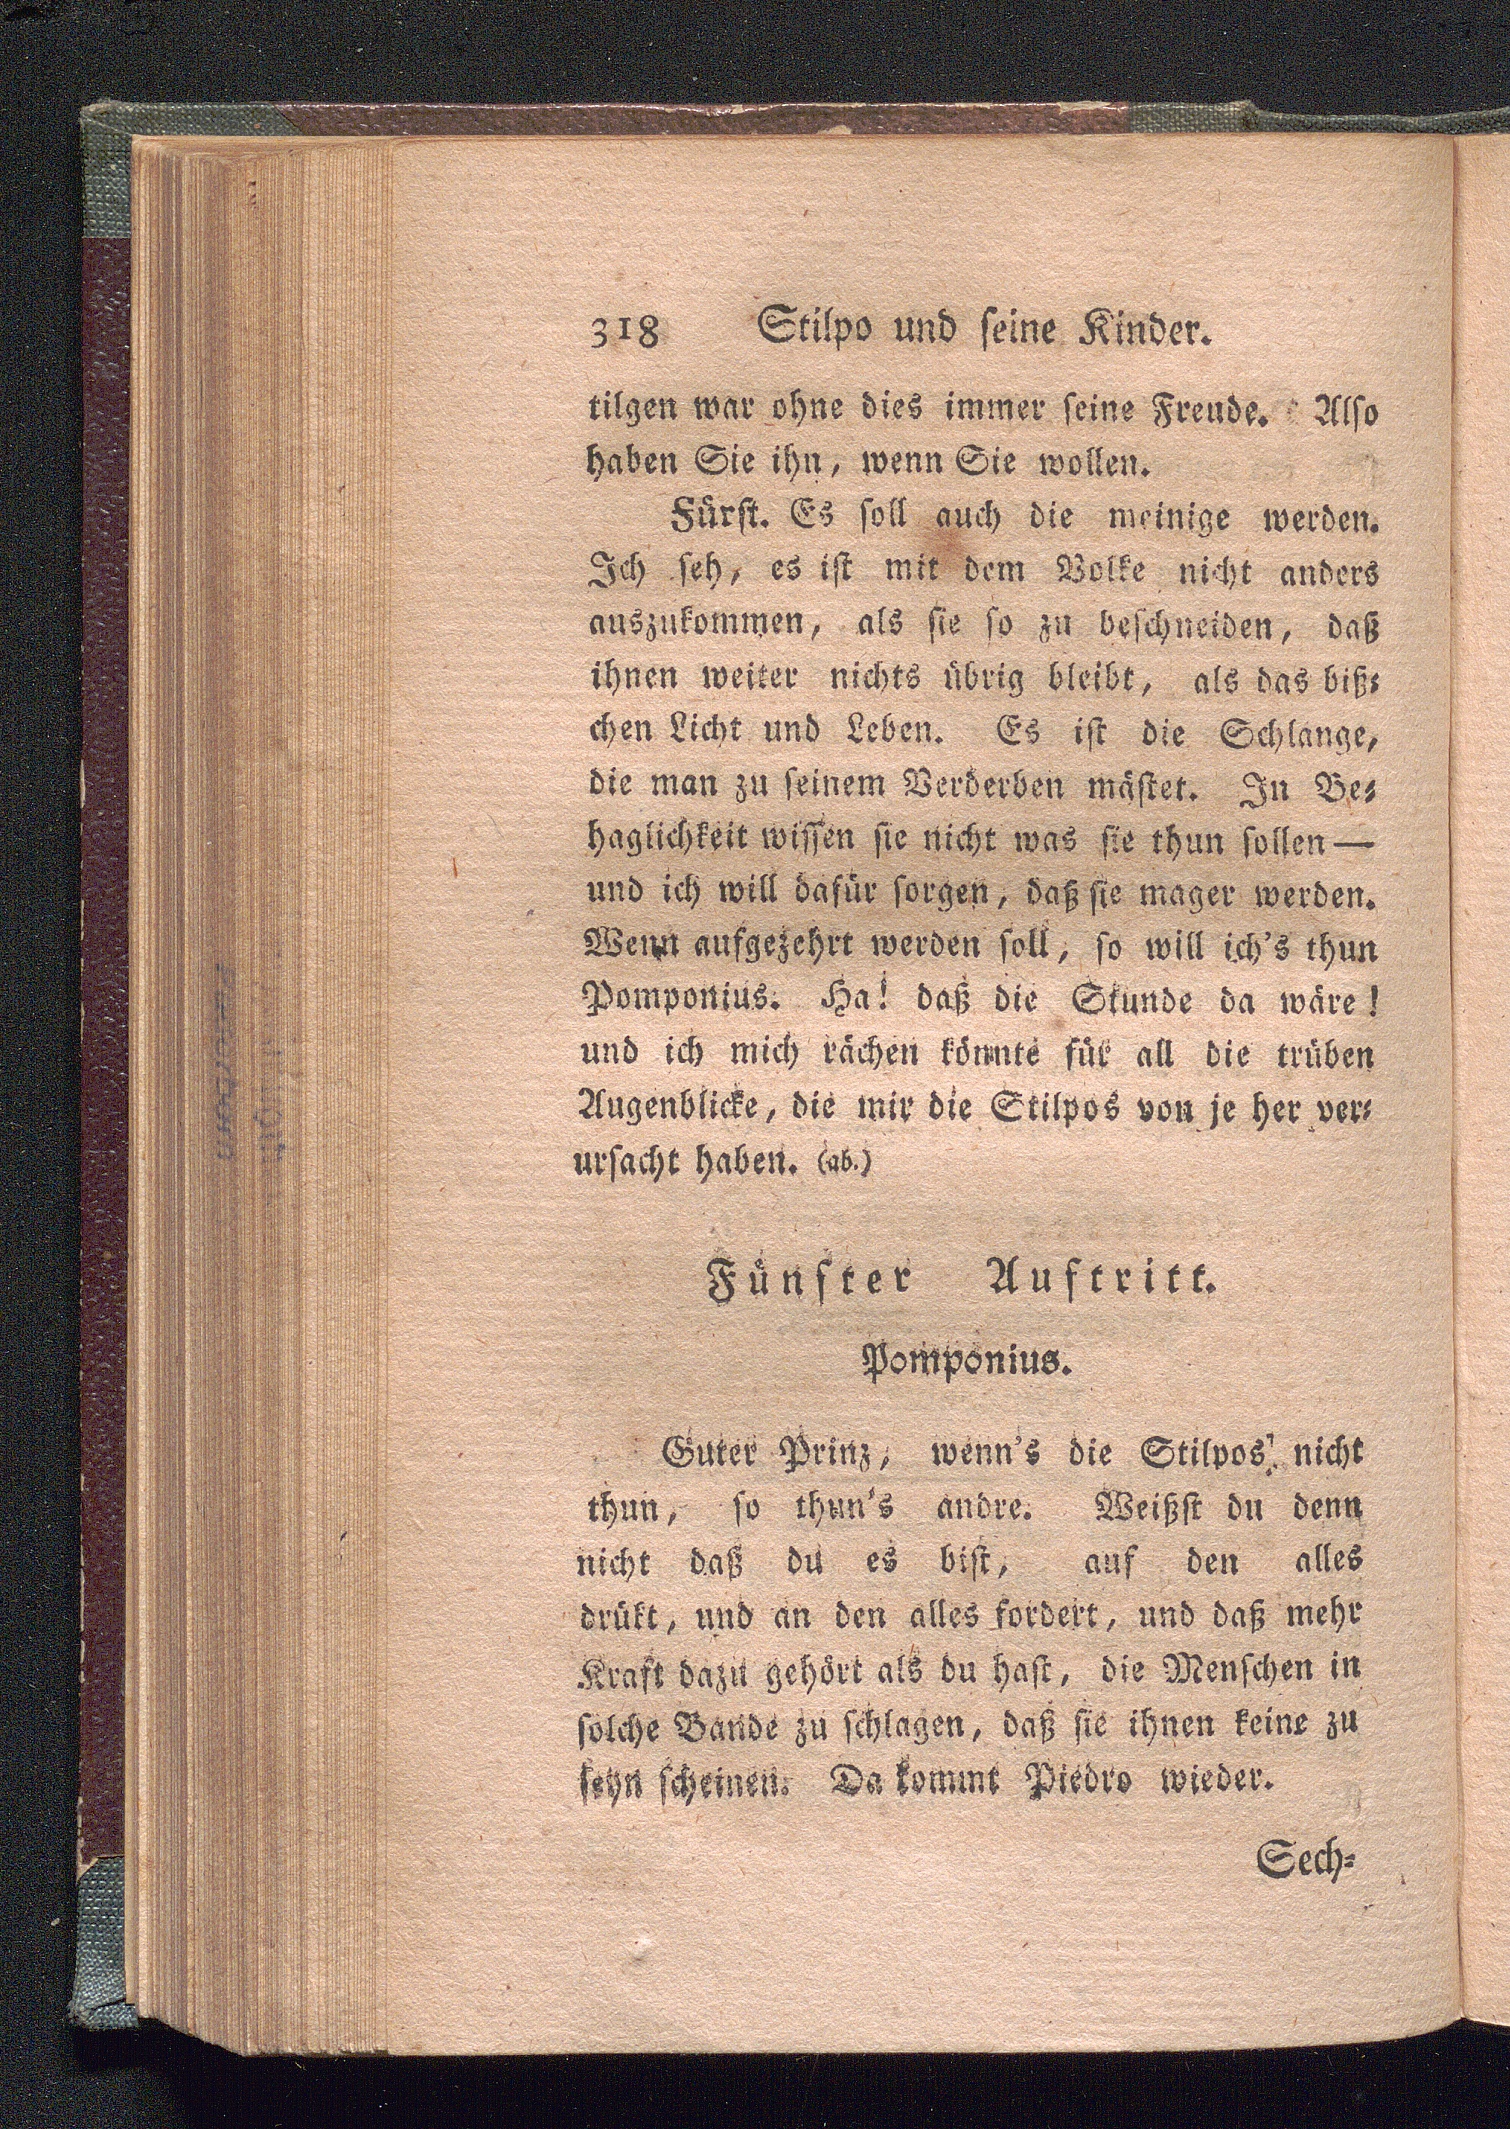 318 Stilpo und ſeine Kinder.
tilgen war ohne dies immer ſeine Freude. Alſo
haben Sie ihn, wenn Sie wollen.
Fürſt. Es ſoll auch die meinige werden.
Ich ſeh, es iſt mit dem Volke nicht anders
auszukommen, als ſie ſo zu beſchneiden, daß
ihnen weiter nichts übrig bleibt, als das biß⸗
chen Licht und Leben. Es iſt die Schlange,
die man zu ſeinem Verderben mäſtet. In Be⸗
haglichkeit wiſſen ſie nicht was ſie thun ſollen —
und ich will dafür ſorgen, daß ſie mager werden.
Wenn aufgezehrt werden ſoll, ſo will ich's thun
Pomponius. Ha! daß die Stunde da wäre!
und ich mich rächen könnte für all die trüben
Augenblicke, die mir die Stilpos von je her ver⸗
urſacht haben. (ab.)
Fünfter Auftritt.
Pomponius.
Guter Prinz, wenn's die Stilpos nicht
thun, ſo thun's andre. Weißſt du denn
nicht daß du es biſt, auf den alles
drükt, und an den alles fordert, und daß mehr
Kraft dazu gehört als du haſt, die Menſchen in
ſolche Bande zu ſchlagen, daß ſie ihnen keine zu
ſeyn ſcheinen. Da kommt Piedro wieder.
Sech⸗